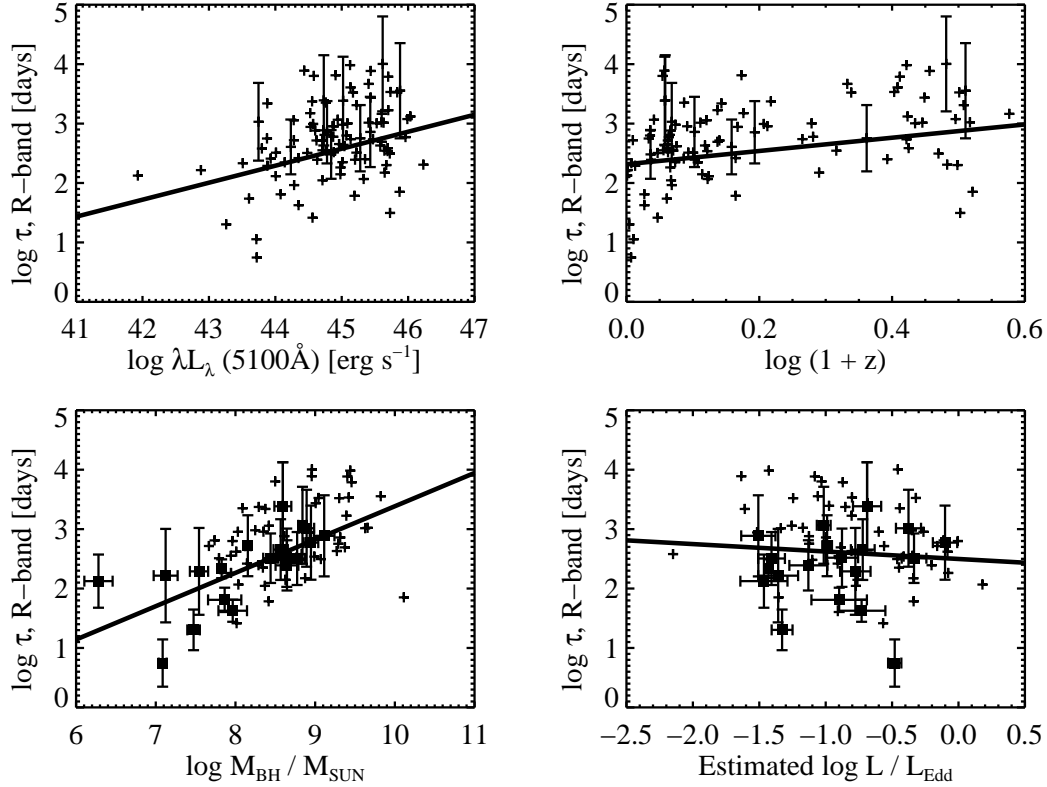 5
4
3
2
1
0
log τ, R−band [days]
41 42 43 44 45 46 47
log λL_λ (5100Å) [erg s⁻¹]
5
4
3
2
1
0
log τ, R−band [days]
0.0 0.2 0.4 0.6
log (1 + z)
5
4
3
2
1
0
log τ, R−band [days]
6 7 8 9 10 11
log M_BH / M_SUN
5
4
3
2
1
0
log τ, R−band [days]
−2.5 −2.0 −1.5 −1.0 −0.5 0.0 0.5
Estimated log L / L_Edd